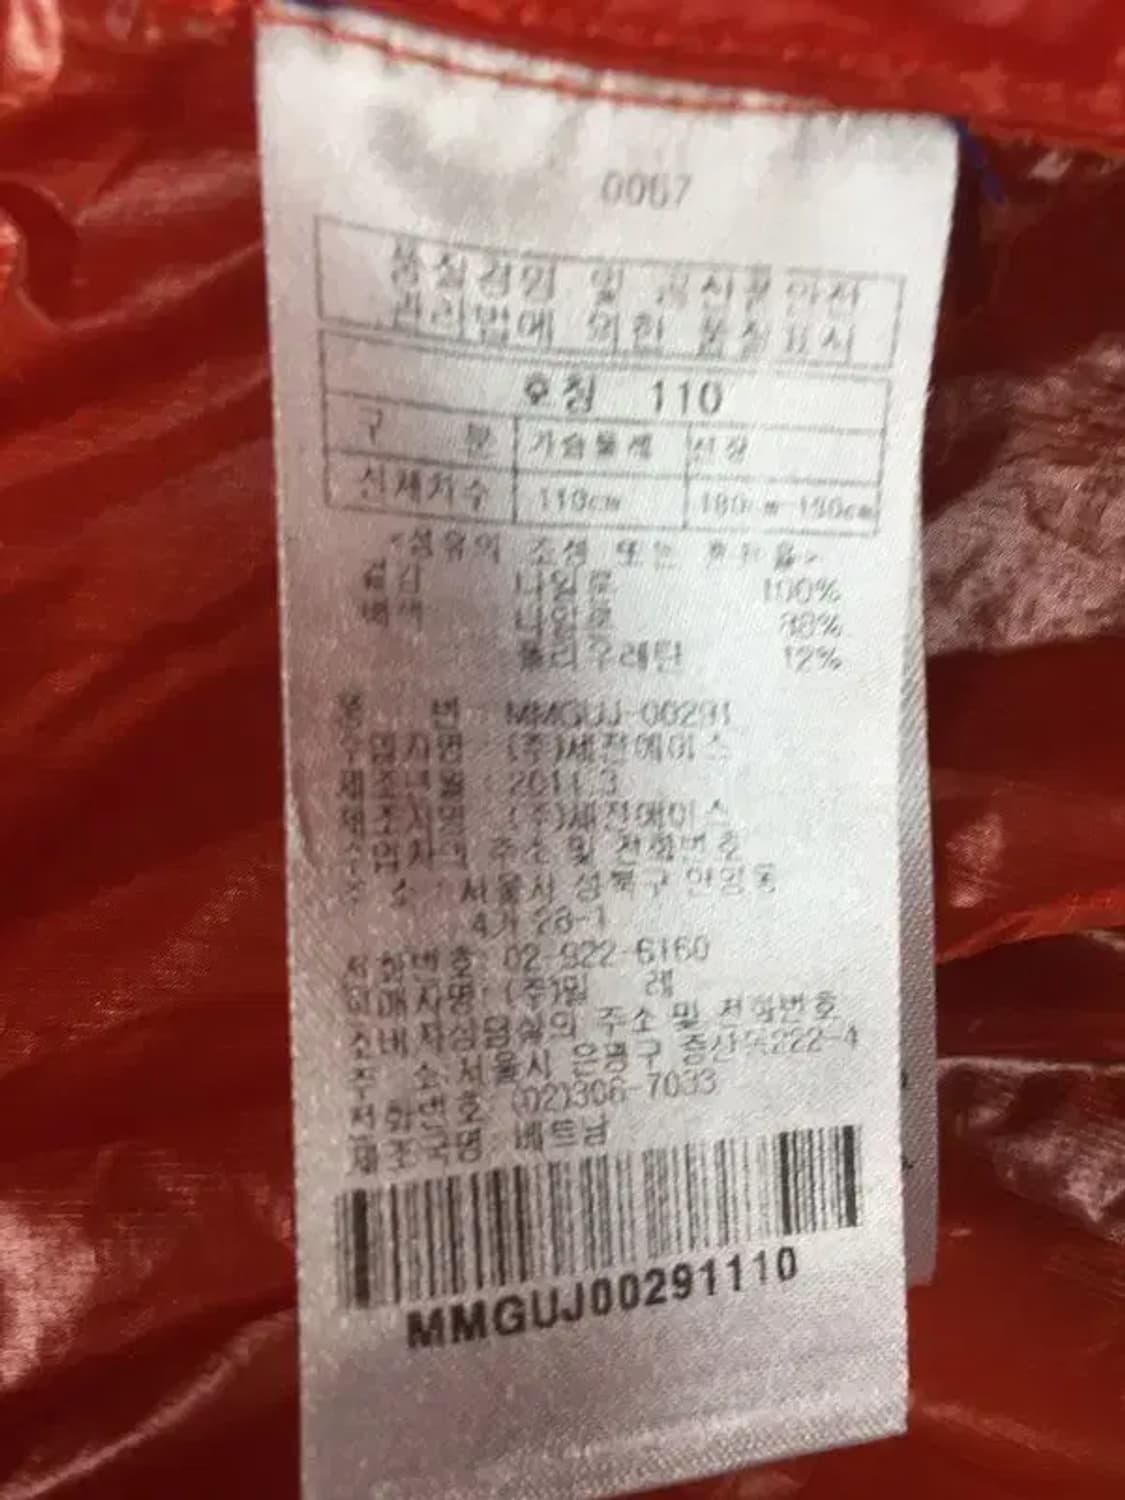 0067
품질경영 및 공산품안전
관리법에 의한 품질표시
호칭 110
구 분 가슴둘레 신장
신체치수 110cm 180cm-190cm
<섬유의 조성 또는 혼용율>
겉감 나일론 100%
배색 나일론 88%
폴리우레탄 12%
품 번 MMGUJ-00291
수입자명 (주)세진에이스
제조년월 : 2011.3
제조자명 (주)세진에이스
수입자의 주소 및 전화번호
주 소 : 서울시 성북구 안암동
4가 28-1
전화번호 02-922-6160
판매자명: (주)밀 레
소비자상담실의 주소 및 전화번호
주 소:서울시 은평구 증산동222-4
전화번호 (02)306-7033
제조국명: 베트남
MMGUJ00291110